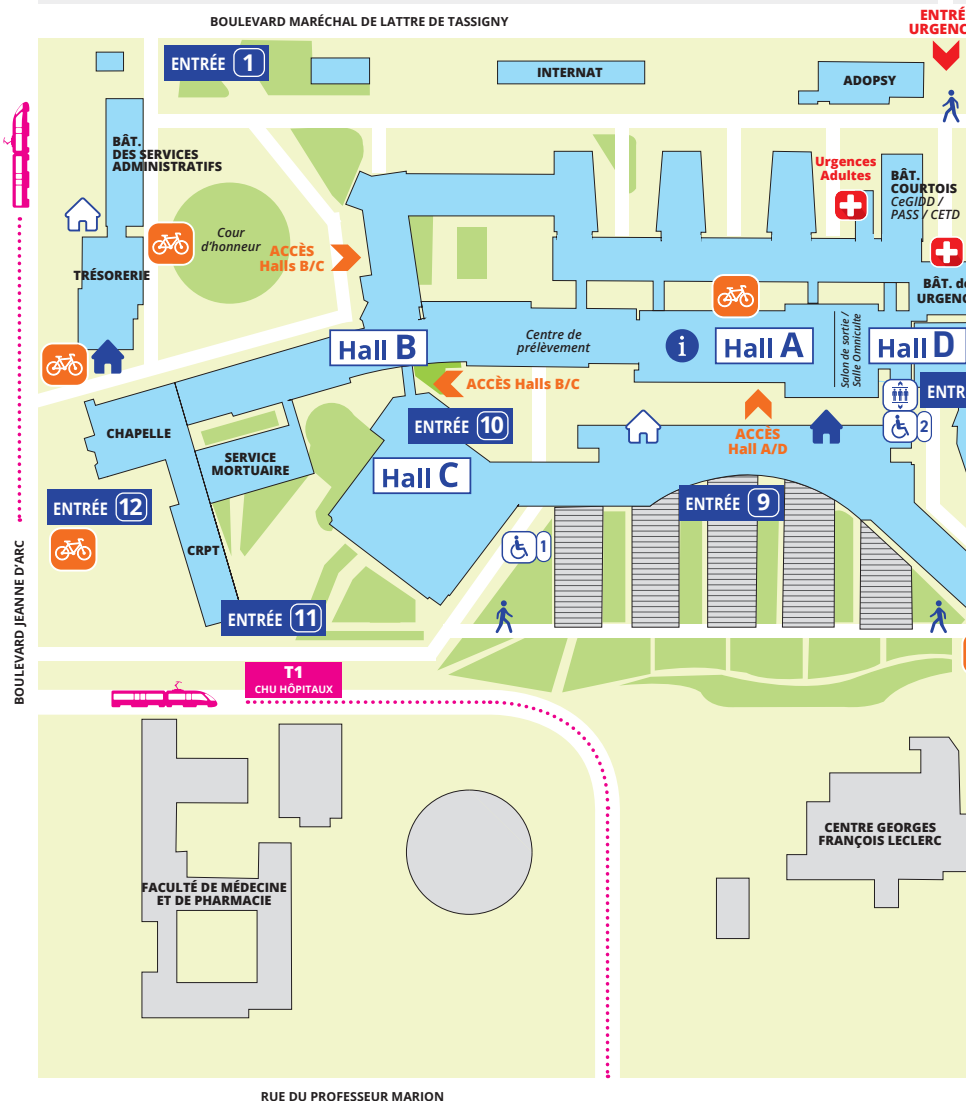 BOULEVARD MARÉCHAL DE LATTRE DE TASSIGNY
ENTRÉ
URGENC
ENTRÉE 1
INTERNAT
ADOPSY
BÂT.
DES SERVICES
ADMINISTRATIFS
Urgences
Adultes
BÂT.
COURTOIS
CeGIDD /
PASS / CETD
Cour
d'honneur
ACCÈS
Halls B/C
TRÉSORERIE
BÂT. de
URGENC
Hall B
Centre de
prélèvement
i
Hall A
Salon de sortie /
Salle Omniculte
Hall D
ACCÈS Halls B/C
ENTR
ENTRÉE 10
2
CHAPELLE
ACCÈS
Hall A/D
SERVICE
MORTUAIRE
Hall C
ENTRÉE 12
ENTRÉE 9
CRPT
1
ENTRÉE 11
BOULEVARD JEANNE D'ARC
T1
CHU HÔPITAUX
CENTRE GEORGES
FRANÇOIS LECLERC
FACULTÉ DE MÉDECINE
ET DE PHARMACIE
RUE DU PROFESSEUR MARION